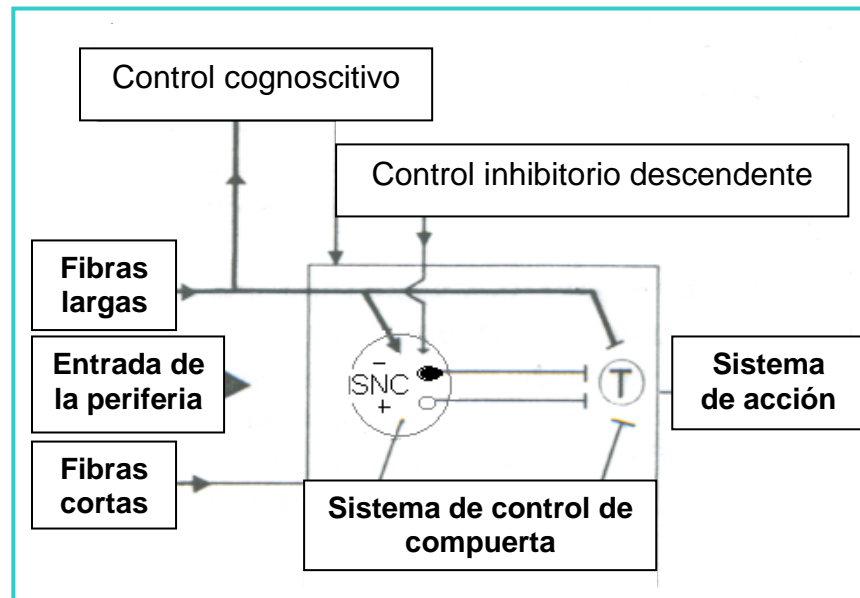 Control cognoscitivo
Control inhibitorio descendente
Fibras
largas
Entrada de
la periferia
Fibras
cortas
−
SNC
+
T
Sistema
de acción
Sistema de control de
compuerta